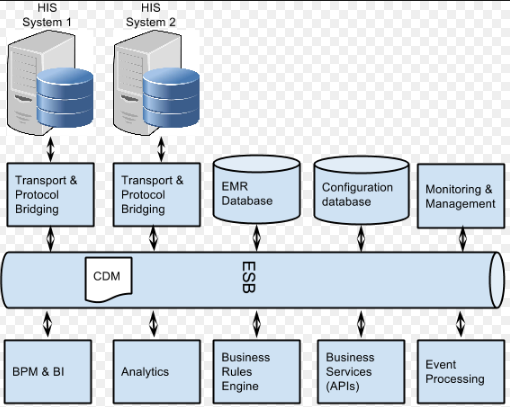 HIS
System 1
HIS
System 2
Transport &
Protocol
Bridging
Transport &
Protocol
Bridging
EMR
Database
Configuration
database
Monitoring &
Management
CDM
ESB
BPM & BI
Analytics
Business
Rules
Engine
Business
Services
(APIs)
Event
Processing